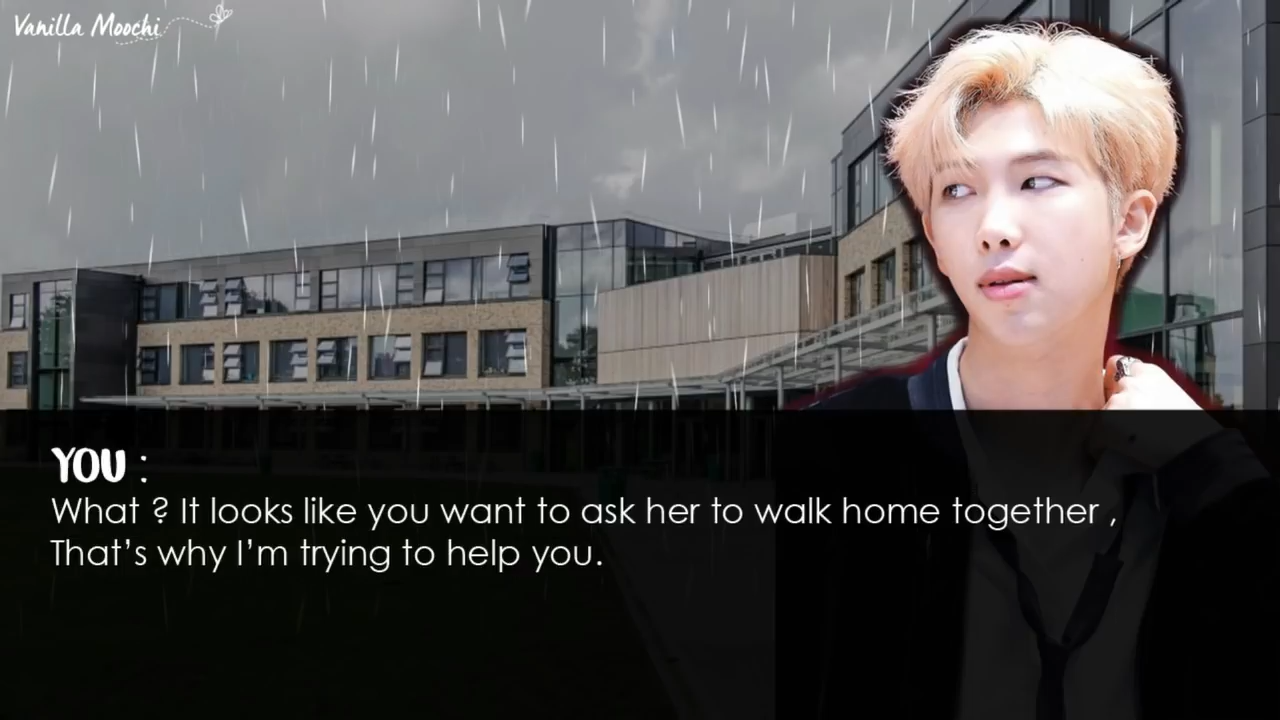 Vanilla Moochi
YOU :
What ? It looks like you want to ask her to walk home together ,
That’s why I’m trying to help you.